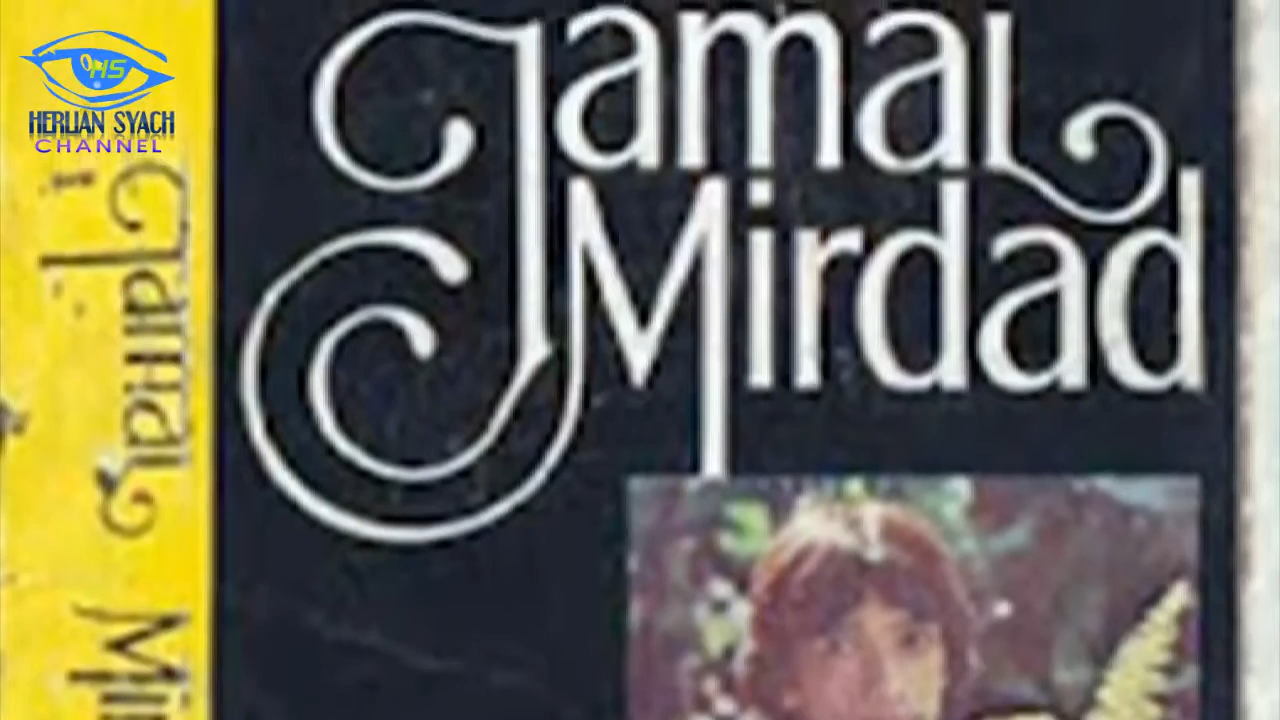 HS
HERLIAN SYACH
CHANNEL
Jamal
Mirdad
Jamal